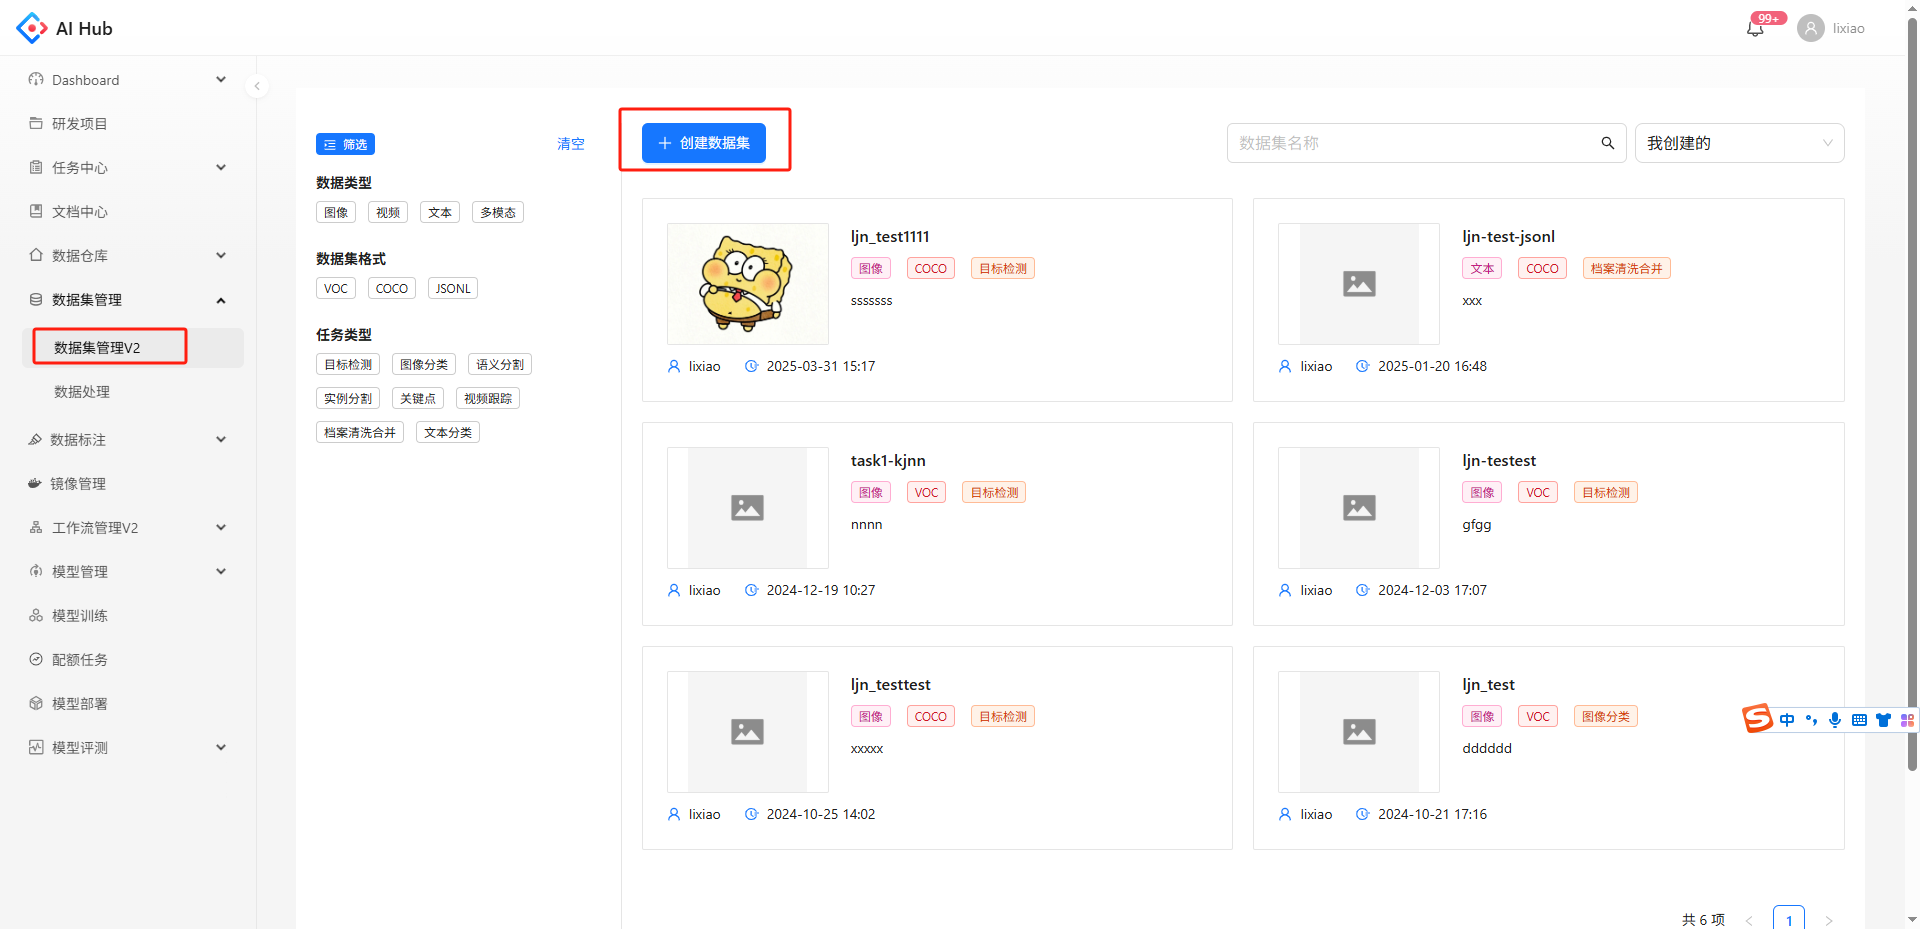 AI Hub
99+
lixiao
Dashboard
研发项目
任务中心
文档中心
数据仓库
数据集管理
数据集管理V2
数据处理
数据标注
镜像管理
工作流管理V2
模型管理
模型训练
配额任务
模型部署
模型评测
筛选
清空
数据类型
图像 视频 文本 多模态
数据集格式
VOC COCO JSONL
任务类型
目标检测 图像分类 语义分割
实例分割 关键点 视频跟踪
档案清洗合并 文本分类
+ 创建数据集
数据集名称
我创建的
ljn_test1111
图像 COCO 目标检测
sssssss
lixiao 2025-03-31 15:17
ljn-test-jsonl
文本 COCO 档案清洗合并
xxx
lixiao 2025-01-20 16:48
task1-kjnn
图像 VOC 目标检测
nnnn
lixiao 2024-12-19 10:27
ljn-testest
图像 VOC 目标检测
gfgg
lixiao 2024-12-03 17:07
ljn_testtest
图像 COCO 目标检测
xxxxx
lixiao 2024-10-25 14:02
ljn_test
图像 VOC 图像分类
dddddd
lixiao 2024-10-21 17:16
S 中 °,
共 6 项 < 1 >